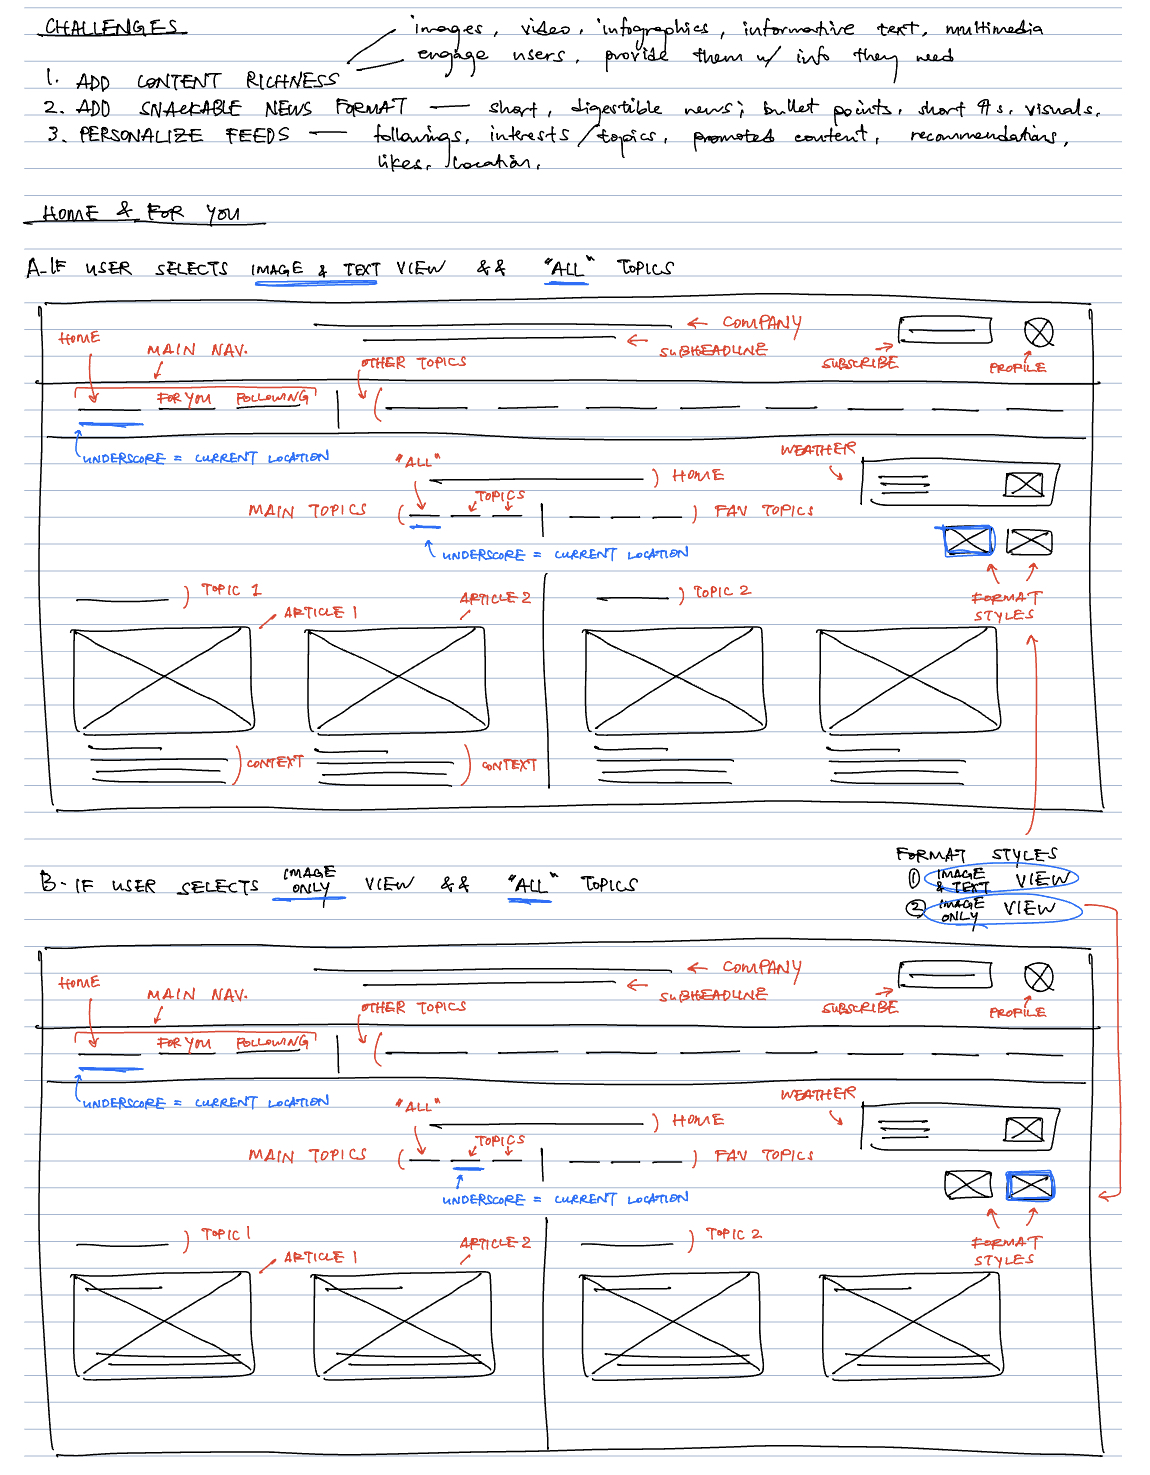 CHALLENGES
images, video, infographics, informative text, multimedia
engage users, provide them w/ info they need
1. ADD CONTENT RICHNESS
2. ADD SNACKABLE NEWS FORMAT — short, digestible news; bullet points, short #s, visuals,
3. PERSONALIZE FEEDS — followings, interests/topics, promoted content, recommendations,
likes, location,
HOME & FOR YOU
A- IF USER SELECTS IMAGE & TEXT VIEW && "ALL" TOPICS
← COMPANY
HOME
MAIN NAV.
← SUBHEADLINE
OTHER TOPICS
SUBSCRIBE
PROFILE
FOR YOU FOLLOWING
UNDERSCORE = CURRENT LOCATION
"ALL"
WEATHER
HOME
TOPICS
MAIN TOPICS
FAV TOPICS
UNDERSCORE = CURRENT LOCATION
TOPIC 1
ARTICLE 1
ARTICLE 2
TOPIC 2
FORMAT
STYLES
CONTEXT
CONTEXT
FORMAT STYLES
① IMAGE & TEXT VIEW
② IMAGE ONLY VIEW
B- IF USER SELECTS IMAGE ONLY VIEW && "ALL" TOPICS
← COMPANY
HOME
MAIN NAV.
← SUBHEADLINE
OTHER TOPICS
SUBSCRIBE
PROFILE
FOR YOU FOLLOWING
UNDERSCORE = CURRENT LOCATION
"ALL"
WEATHER
HOME
TOPICS
MAIN TOPICS
FAV TOPICS
UNDERSCORE = CURRENT LOCATION
TOPIC 1
ARTICLE 1
ARTICLE 2
TOPIC 2
FORMAT
STYLES